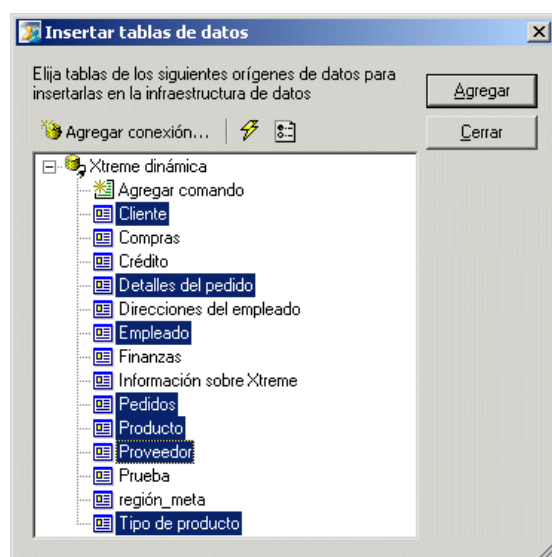 Insertar tablas de datos
Elija tablas de los siguientes orígenes de datos para
insertarlas en la infraestructura de datos
Agregar
Cerrar
Agregar conexión...
Xtreme dinámica
Agregar comando
Cliente
Compras
Crédito
Detalles del pedido
Direcciones del empleado
Empleado
Finanzas
Información sobre Xtreme
Pedidos
Producto
Proveedor
Prueba
región_meta
Tipo de producto